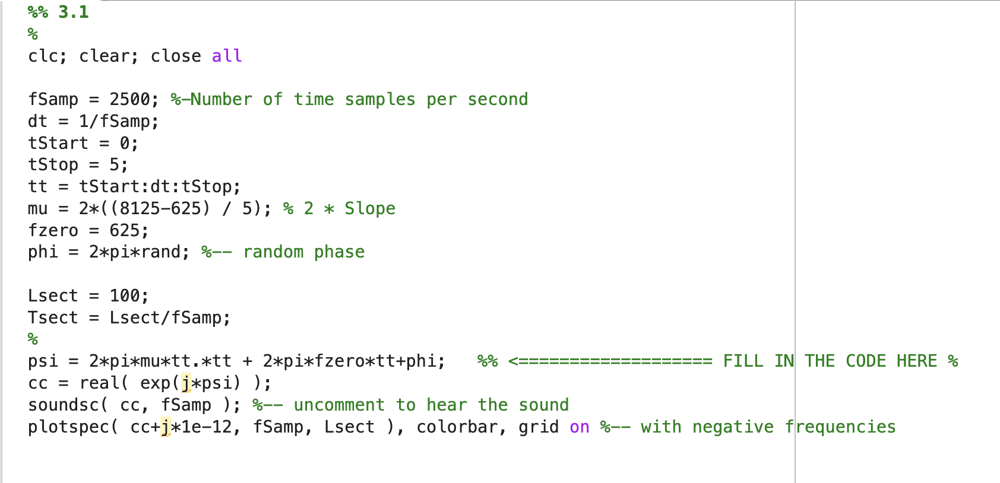 %% 3.1
%
clc; clear; close all
fSamp = 2500; %-Number of time samples per second
dt = 1/fSamp;
tStart = 0;
tStop = 5;
tt = tStart:dt:tStop;
mu = 2*((8125-625) / 5); % 2 * Slope
fzero = 625;
phi = 2*pi*rand; %-- random phase
Lsect = 100;
Tsect = Lsect/fSamp;
%
psi = 2*pi*mu*tt.*tt + 2*pi*fzero*tt+phi;   %% <=================== FILL IN THE CODE HERE %
cc = real( exp(j*psi) );
soundsc( cc, fSamp ); %-- uncomment to hear the sound
plotspec( cc+j*1e-12, fSamp, Lsect ), colorbar, grid on %-- with negative frequencies